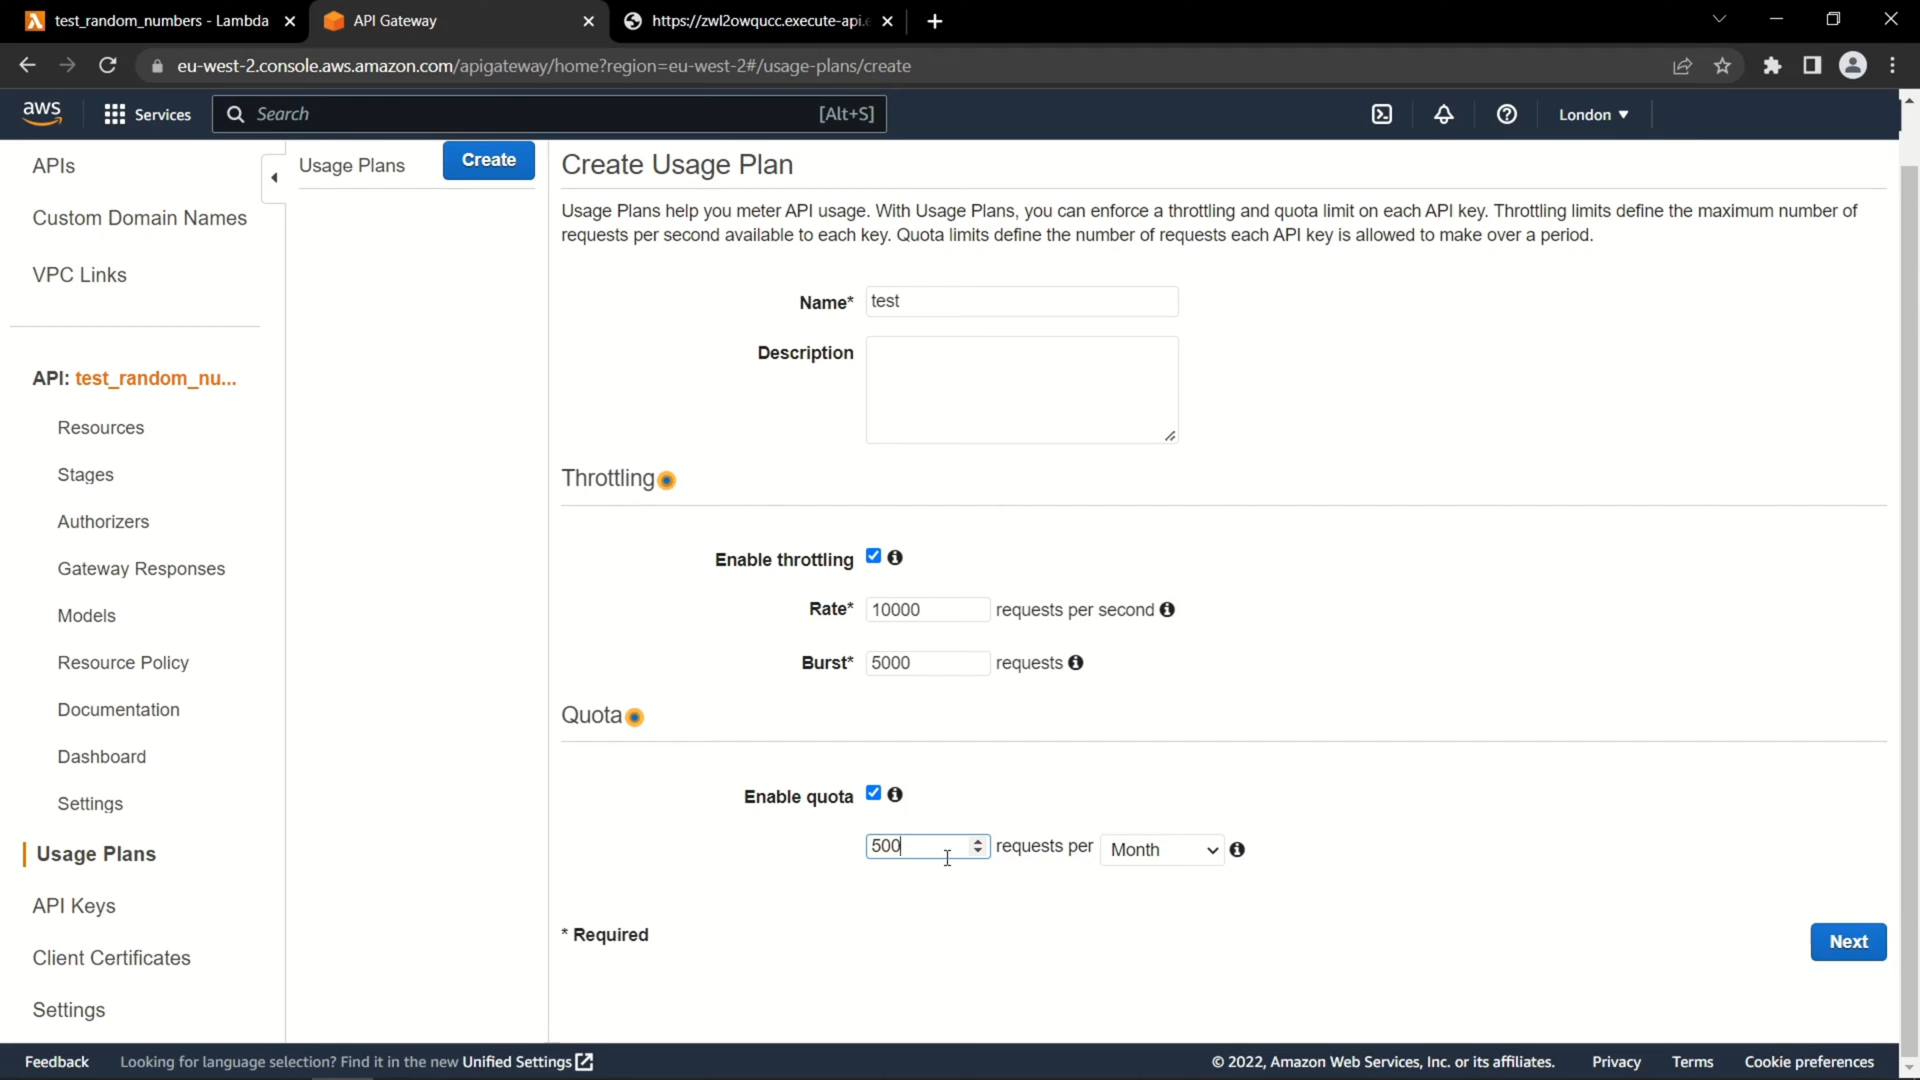 test_random_numbers - Lambda
API Gateway
https://zwl2owqucc.execute-api.e
eu-west-2.console.aws.amazon.com/apigateway/home?region=eu-west-2#/usage-plans/create
aws
Services
Search
[Alt+S]
London
APIs
Custom Domain Names
VPC Links
API: test_random_nu...
Resources
Stages
Authorizers
Gateway Responses
Models
Resource Policy
Documentation
Dashboard
Settings
Usage Plans
API Keys
Client Certificates
Settings
Usage Plans
Create
Create Usage Plan
Usage Plans help you meter API usage. With Usage Plans, you can enforce a throttling and quota limit on each API key. Throttling limits define the maximum number of
requests per second available to each key. Quota limits define the number of requests each API key is allowed to make over a period.
Name* test
Description
Throttling
Enable throttling
Rate* 10000 requests per second
Burst* 5000 requests
Quota
Enable quota
500 requests per Month
* Required
Next
Feedback
Looking for language selection? Find it in the new Unified Settings
© 2022, Amazon Web Services, Inc. or its affiliates.
Privacy
Terms
Cookie preferences